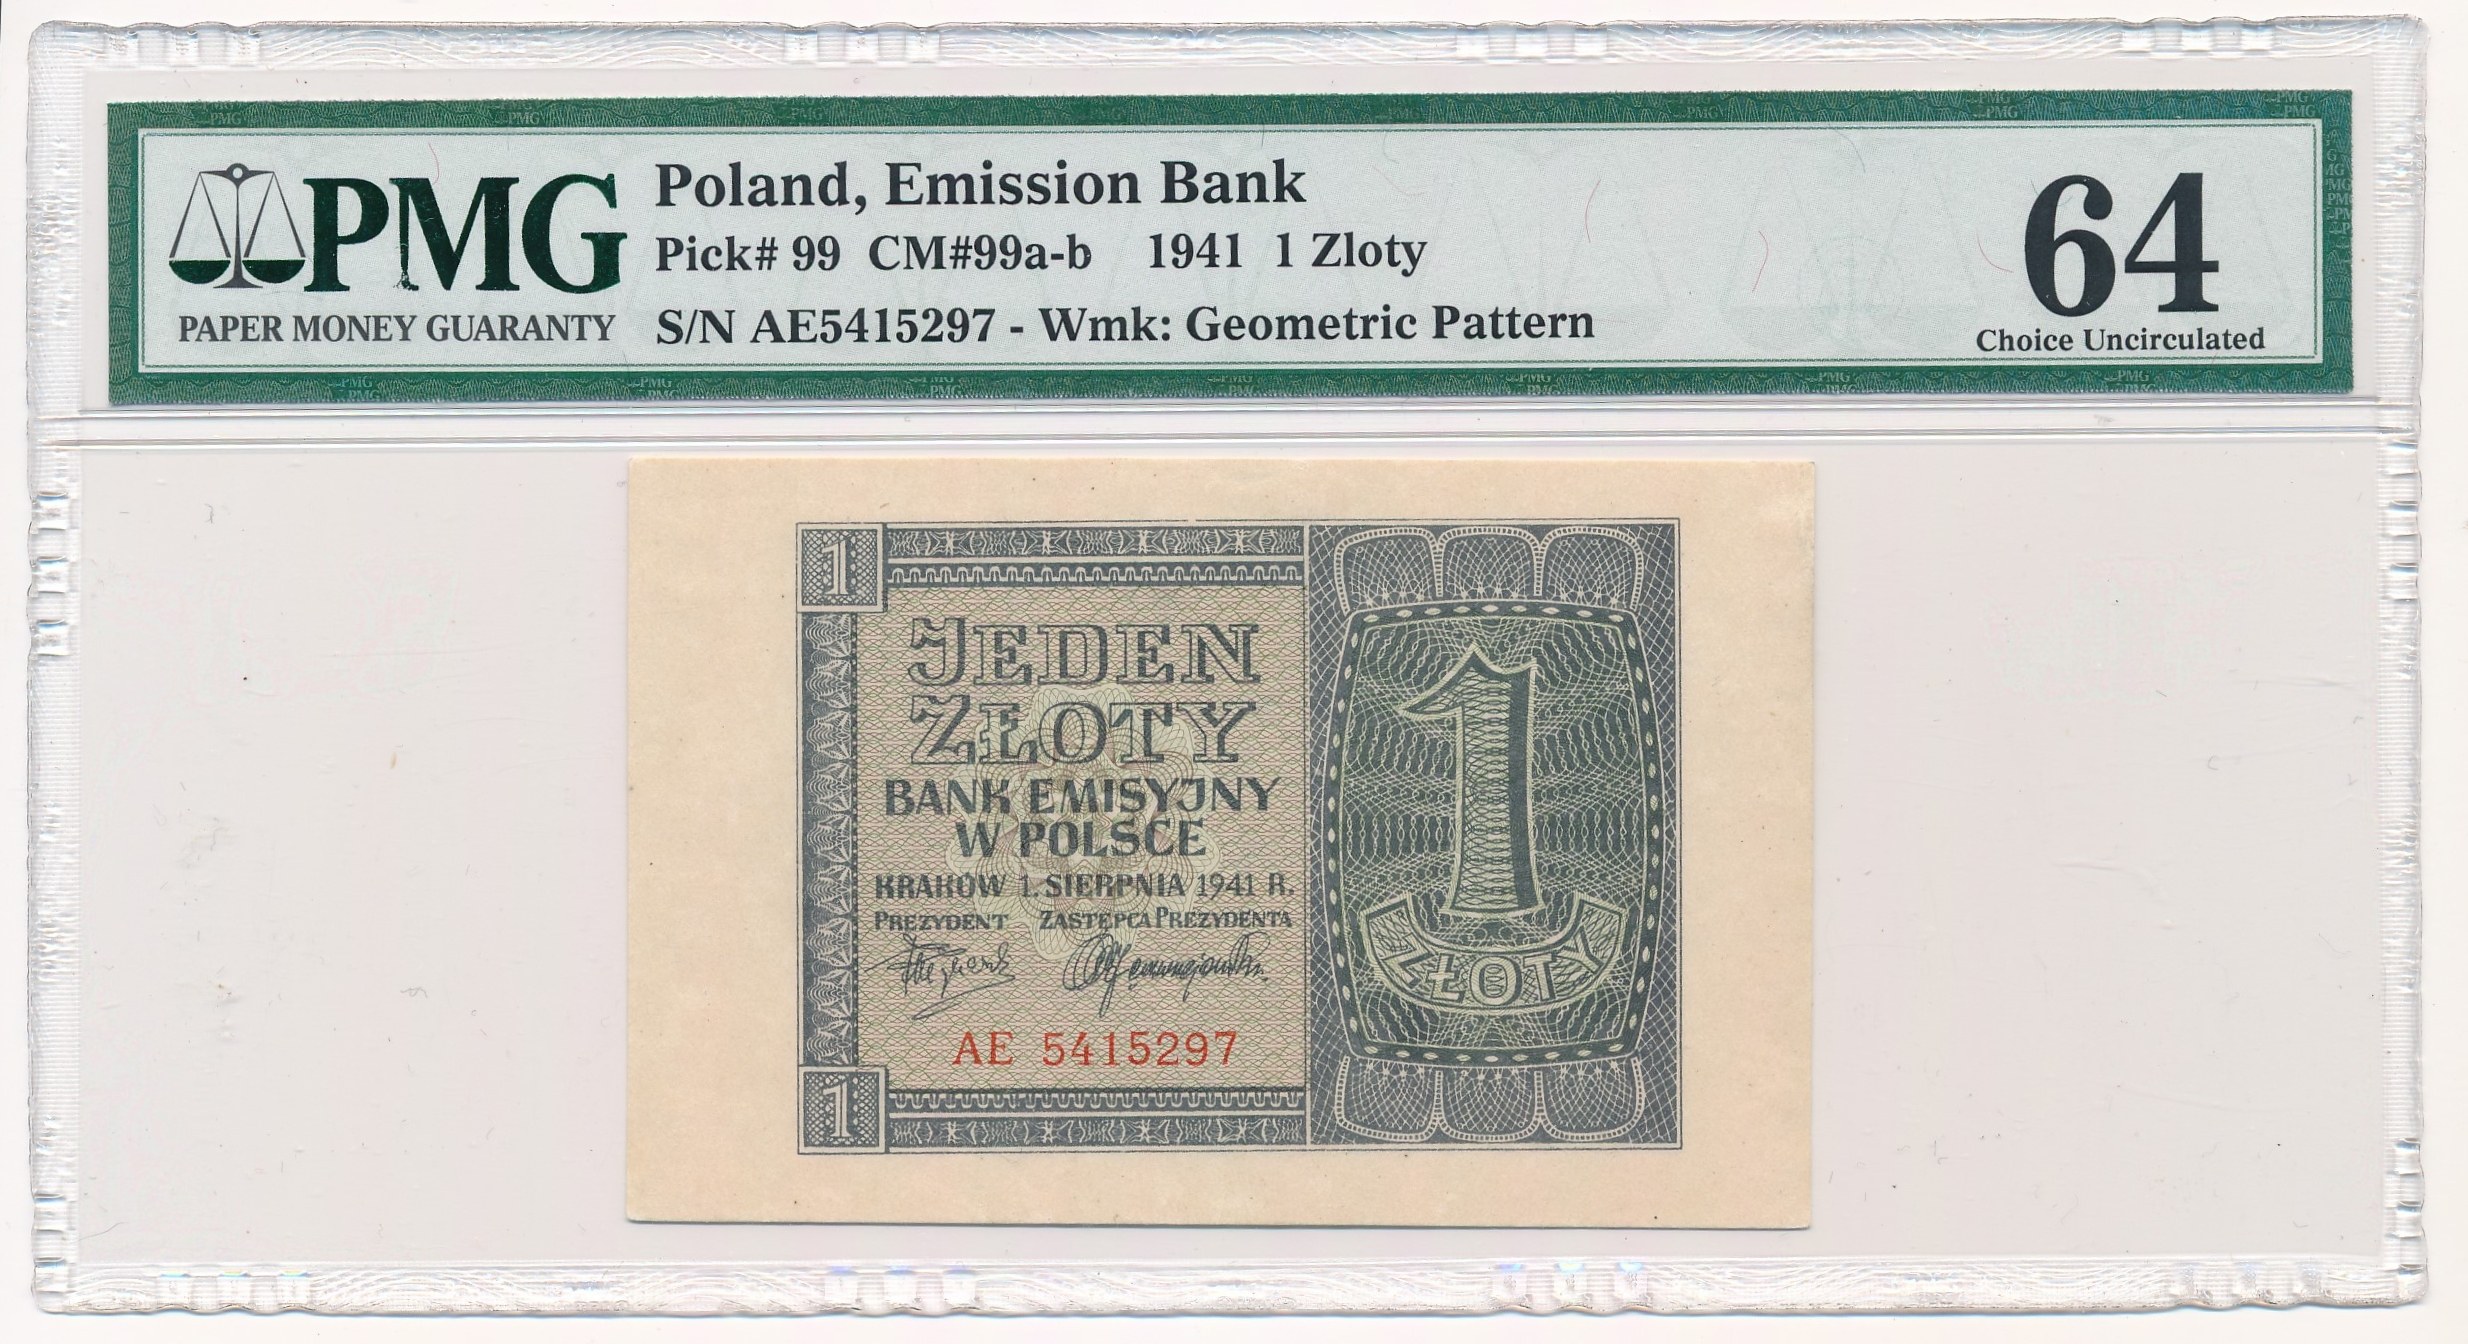 PMG
PAPER MONEY GUARANTY
Poland, Emission Bank
Pick# 99 CM#99a-b 1941 1 Zloty
S/N AE5415297 - Wmk: Geometric Pattern
64
Choice Uncirculated
1
JEDEN
ZŁOTY
BANK EMISYJNY
W POLSCE
KRAKÓW 1. SIERPNIA 1941 R.
PREZYDENT ZASTĘPCA PREZYDENTA
AE 5415297
1
1
ZŁOTY